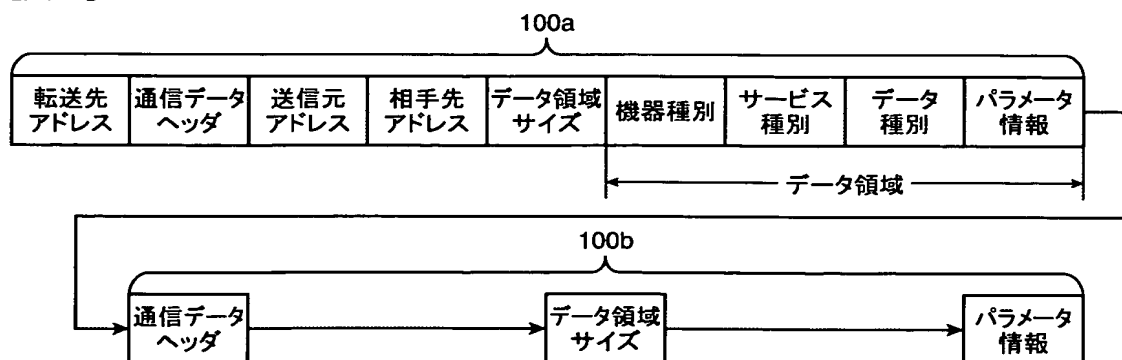 100a
転送先
アドレス
通信データ
ヘッダ
送信元
アドレス
相手先
アドレス
データ領域
サイズ
機器種別
サービス
種別
データ
種別
パラメータ
情報
データ領域
100b
通信データ
ヘッダ
データ領域
サイズ
パラメータ
情報